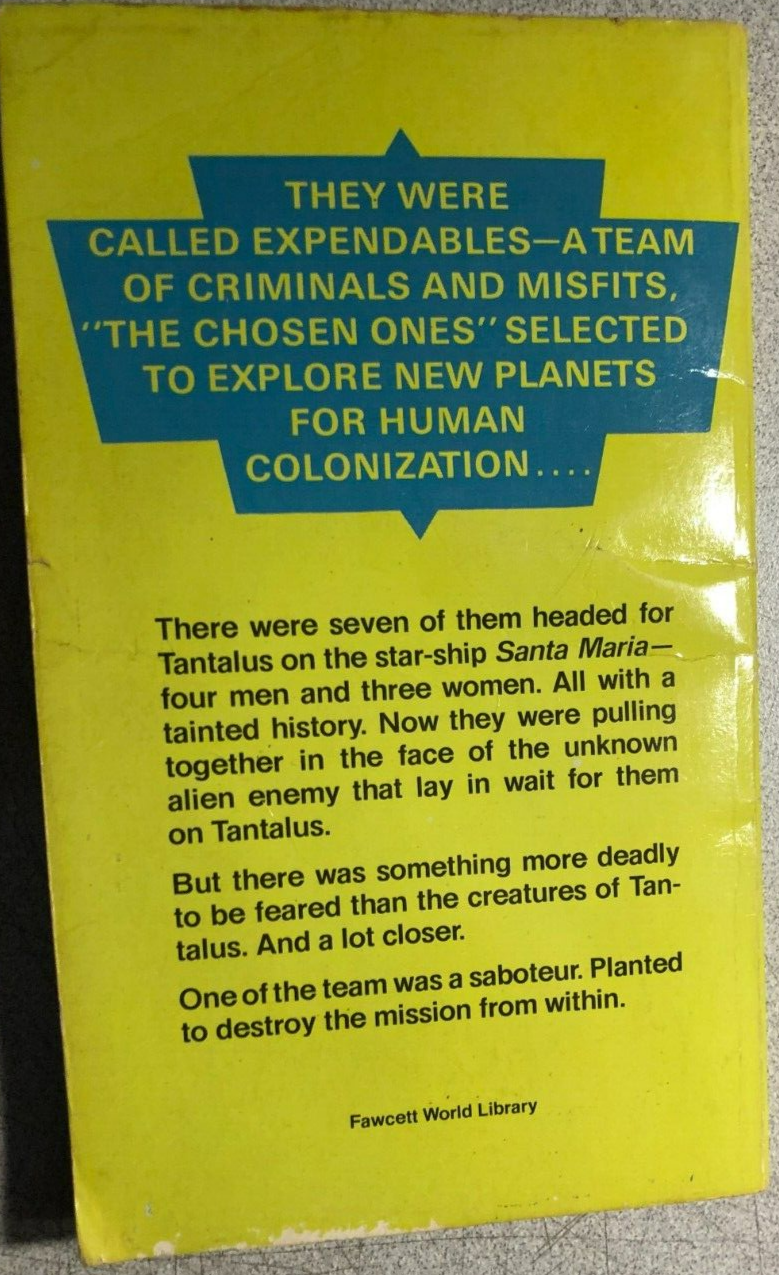 THEY WERE
CALLED EXPENDABLES—A TEAM
OF CRIMINALS AND MISFITS,
"THE CHOSEN ONES" SELECTED
TO EXPLORE NEW PLANETS
FOR HUMAN
COLONIZATION....
There were seven of them headed for
Tantalus on the star-ship Santa Maria—
four men and three women. All with a
tainted history. Now they were pulling
together in the face of the unknown
alien enemy that lay in wait for them
on Tantalus.
But there was something more deadly
to be feared than the creatures of Tan-
talus. And a lot closer.
One of the team was a saboteur. Planted
to destroy the mission from within.
Fawcett World Library